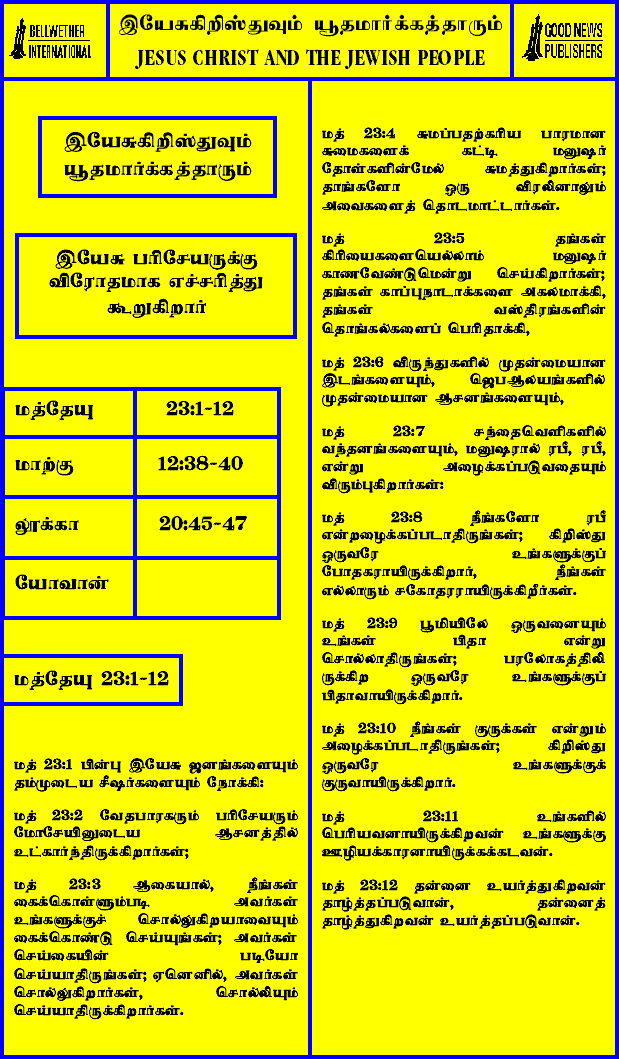 BELLWETHER
INTERNATIONAL
இயேசுகிறிஸ்துவும் யூதமார்க்கத்தாரும்
JESUS CHRIST AND THE JEWISH PEOPLE
GOOD NEWS
PUBLISHERS
இயேசுகிறிஸ்துவும்
யூதமார்க்கத்தாரும்
இயேசு பரிசேயருக்கு
விரோதமாக எச்சரித்து
கூறுகிறார்
மத்தேயு 23:1-12
மாற்கு 12:38-40
லூக்கா 20:45-47
யோவான்
மத்தேயு 23:1-12
மத் 23:1 பின்பு இயேசு ஜனங்களையும்
தம்முடைய சீஷர்களையும் நோக்கி:
மத் 23:2 வேதபாரகரும் பரிசேயரும்
மோசேயினுடைய ஆசனத்தில்
உட்கார்ந்திருக்கிறார்கள்;
மத் 23:3 ஆகையால், நீங்கள்
கைக்கொள்ளும்படி அவர்கள்
உங்களுக்குச் சொல்லுகிறயாவையும்
கைக்கொண்டு செய்யுங்கள்; அவர்கள்
செய்கையின் படியோ
செய்யாதிருங்கள்; ஏனெனில், அவர்கள்
சொல்லுகிறார்கள், சொல்லியும்
செய்யாதிருக்கிறார்கள்.
மத் 23:4 சுமப்பதற்கரிய பாரமான
சுமைகளைக் கட்டி மனுஷர்
தோள்களின்மேல் சுமத்துகிறார்கள்;
தாங்களோ ஒரு விரலினாலும்
அவைகளைத் தொடமாட்டார்கள்.
மத் 23:5 தங்கள்
கிரியைகளையெல்லாம் மனுஷர்
காணவேண்டுமென்று செய்கிறார்கள்;
தங்கள் காப்புநாடாக்களை அகலமாக்கி,
தங்கள் வஸ்திரங்களின்
தொங்கல்களைப் பெரிதாக்கி,
மத் 23:6 விருந்துகளில் முதன்மையான
இடங்களையும், ஜெபஆலயங்களில்
முதன்மையான ஆசனங்களையும்,
மத் 23:7 சந்தைவெளிகளில்
வந்தனங்களையும், மனுஷரால் ரபீ, ரபீ,
என்று அழைக்கப்படுவதையும்
விரும்புகிறார்கள்:
மத் 23:8 நீங்களோ ரபீ
என்றழைக்கப்படாதிருங்கள்; கிறிஸ்து
ஒருவரே உங்களுக்குப்
போதகராயிருக்கிறார், நீங்கள்
எல்லாரும் சகோதரராயிருக்கிறீர்கள்.
மத் 23:9 பூமியிலே ஒருவனையும்
உங்கள் பிதா என்று
சொல்லாதிருங்கள்; பரலோகத்திலி
ருக்கிற ஒருவரே உங்களுக்குப்
பிதாவாயிருக்கிறார்.
மத் 23:10 நீங்கள் குருக்கள் என்றும்
அழைக்கப்படாதிருங்கள்; கிறிஸ்து
ஒருவரே உங்களுக்குக்
குருவாயிருக்கிறார்.
மத் 23:11 உங்களில்
பெரியவனாயிருக்கிறவன் உங்களுக்கு
ஊழியக்காரனாயிருக்கக்கடவன்.
மத் 23:12 தன்னை உயர்த்துகிறவன்
தாழ்த்தப்படுவான், தன்னைத்
தாழ்த்துகிறவன் உயர்த்தப்படுவான்.